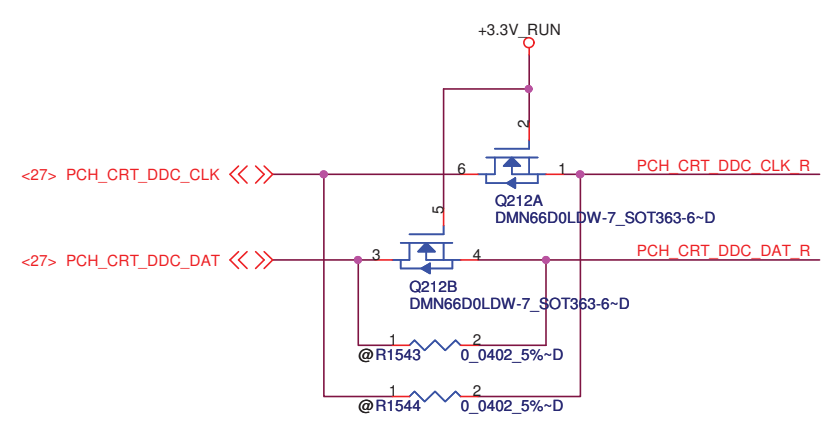 +3.3V_RUN
2
<27> PCH_CRT_DDC_CLK
6
1
PCH_CRT_DDC_CLK_R
Q212A
DMN66D0LDW-7_SOT363-6~D
5
<27> PCH_CRT_DDC_DAT
3
4
PCH_CRT_DDC_DAT_R
Q212B
DMN66D0LDW-7_SOT363-6~D
1
2
@R1543
0_0402_5%~D
1
2
@R1544
0_0402_5%~D